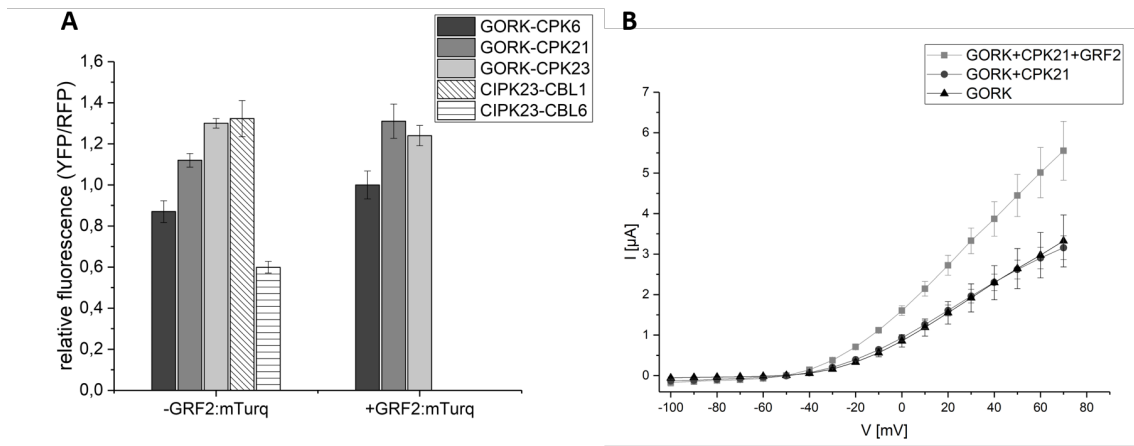 A
GORK-CPK6
GORK-CPK21
GORK-CPK23
CIPK23-CBL1
CIPK23-CBL6
relative fluorescence (YFP/RFP)
1,6
1,4
1,2
1,0
0,8
0,6
0,4
0,2
0,0
-GRF2:mTurq
+GRF2:mTurq
B
GORK+CPK21+GRF2
GORK+CPK21
GORK
I [µA]
7
6
5
4
3
2
1
0
-100
-80
-60
-40
-20
0
20
40
60
80
V [mV]